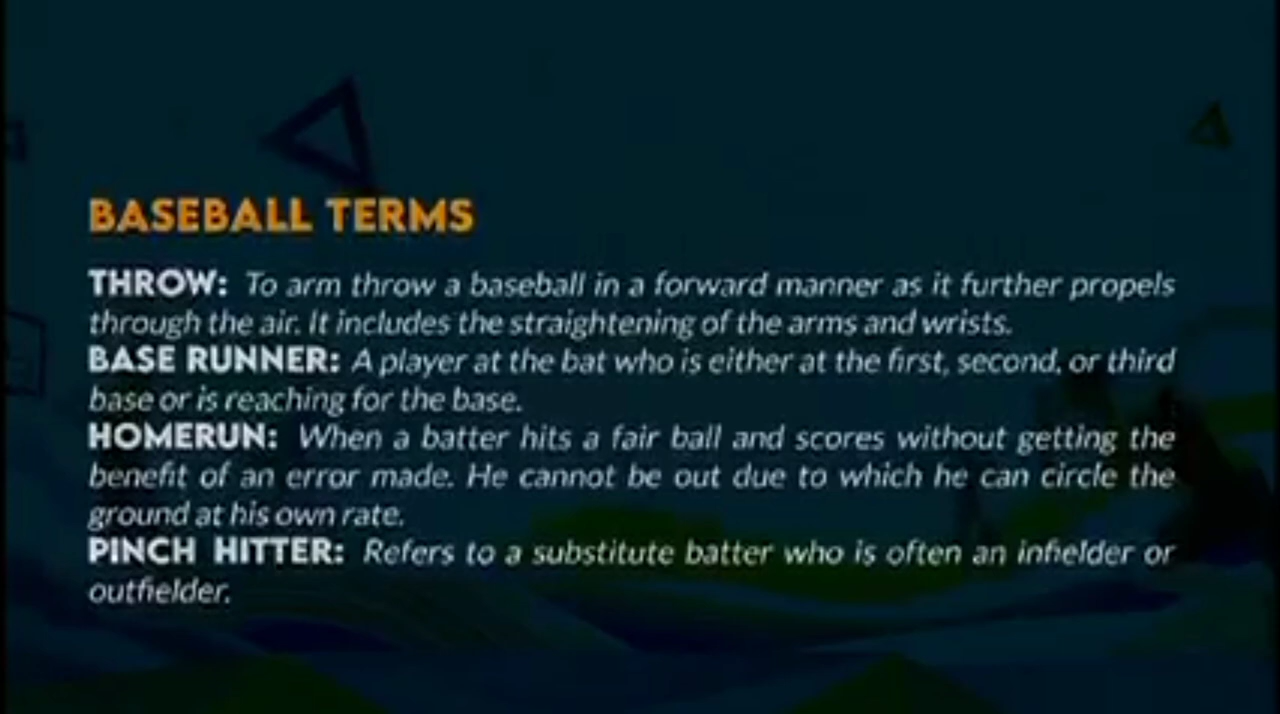 BASEBALL TERMS
THROW: To arm throw a baseball in a forward manner as it further propels
through the air. It includes the straightening of the arms and wrists.
BASE RUNNER: A player at the bat who is either at the first, second, or third
base or is reaching for the base.
HOMERUN: When a batter hits a fair ball and scores without getting the
benefit of an error made. He cannot be out due to which he can circle the
ground at his own rate.
PINCH HITTER: Refers to a substitute batter who is often an infielder or
outfielder.